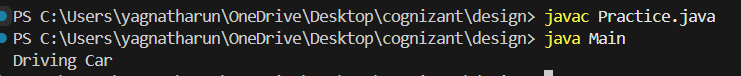 PS C:\Users\yagnatharun\OneDrive\Desktop\cognizant\design> javac Practice.java
PS C:\Users\yagnatharun\OneDrive\Desktop\cognizant\design> java Main
Driving Car